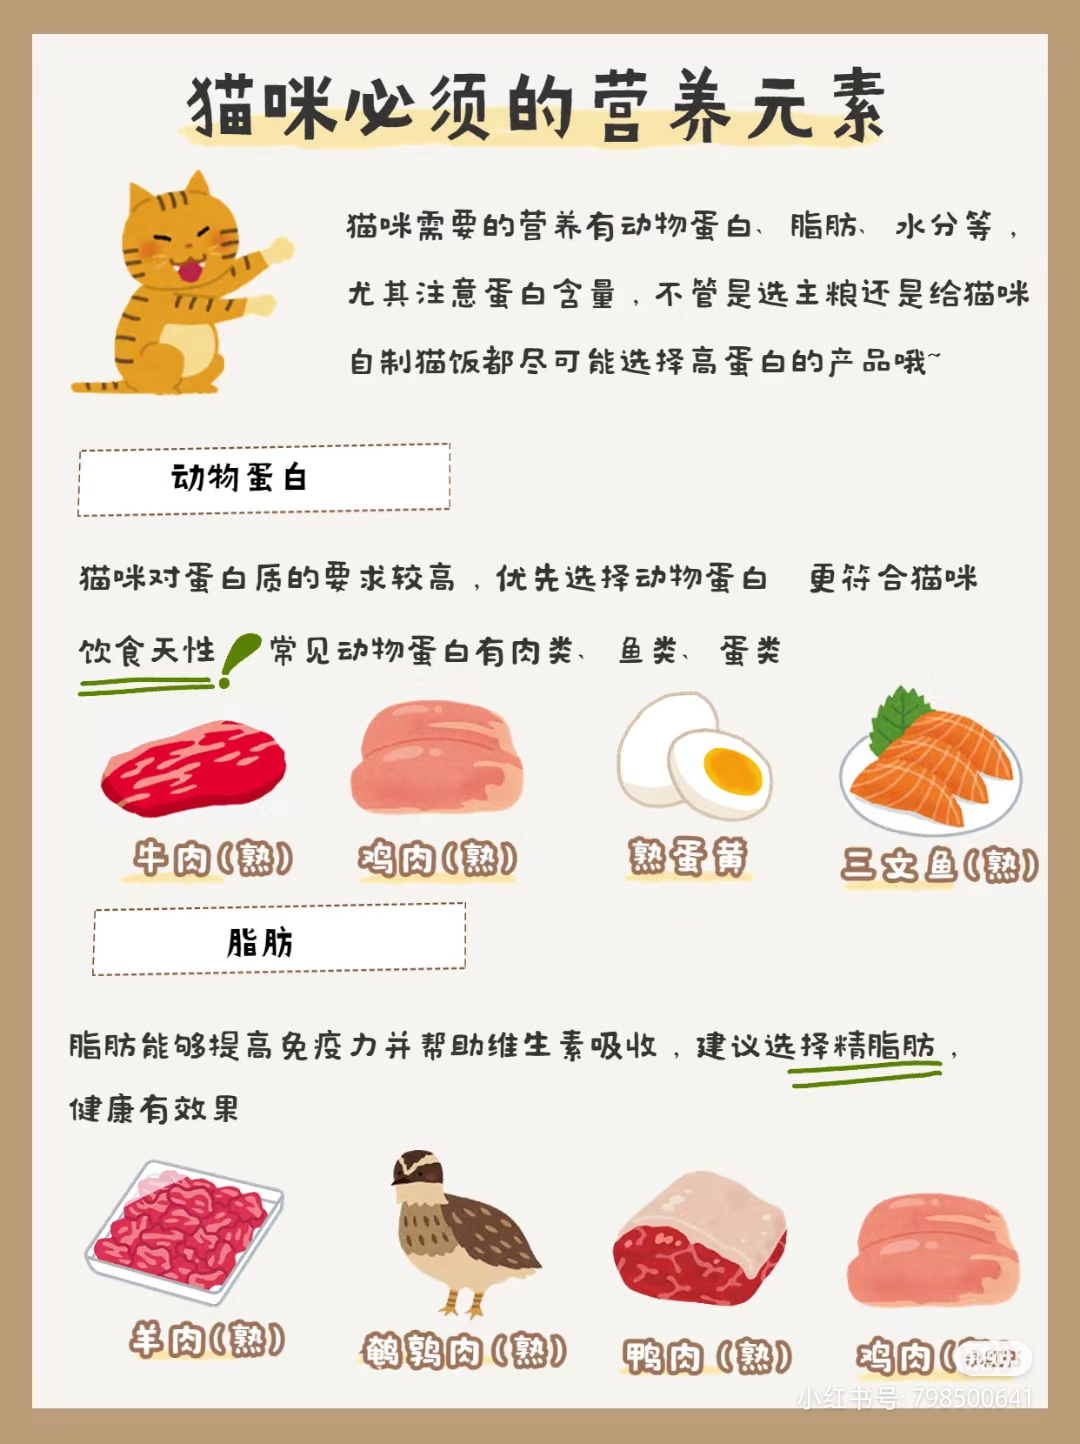 猫咪必须的营养元素
猫咪需要的营养有动物蛋白、脂肪、水分等，
尤其注意蛋白含量，不管是选主粮还是给猫咪
自制猫饭都尽可能选择高蛋白的产品哦~
动物蛋白
猫咪对蛋白质的要求较高，优先选择动物蛋白 更符合猫咪
饮食天性！常见动物蛋白有肉类、鱼类、蛋类
牛肉(熟)
鸡肉(熟)
熟蛋黄
三文鱼(熟)
脂肪
脂肪能够提高免疫力并帮助维生素吸收，建议选择精脂肪，
健康有效果
羊肉(熟)
鹌鹑肉(熟)
鸭肉(熟)
鸡肉(
小红书号: 798500641